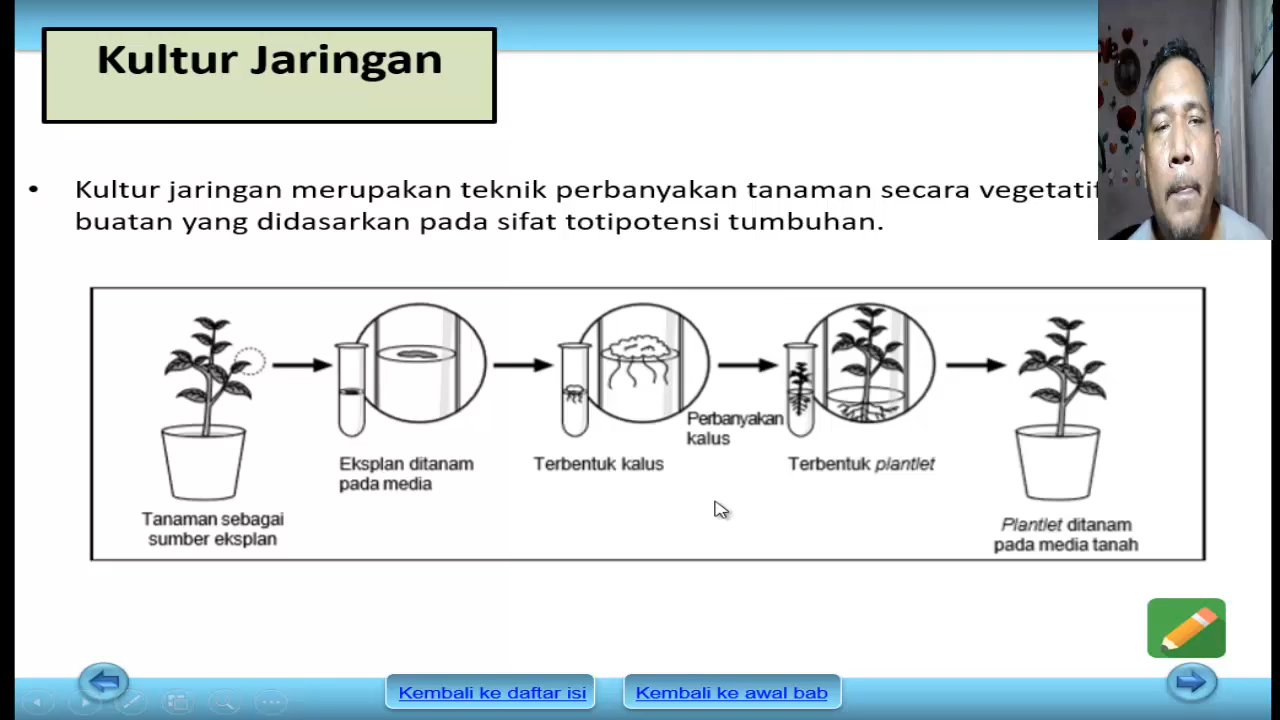 Kultur Jaringan
• Kultur jaringan merupakan teknik perbanyakan tanaman secara vegetatif
buatan yang didasarkan pada sifat totipotensi tumbuhan.
Tanaman sebagai
sumber eksplan
Eksplan ditanam
pada media
Terbentuk kalus
Perbanyakan
kalus
Terbentuk plantlet
Plantlet ditanam
pada media tanah
Kembali ke daftar isi
Kembali ke awal bab